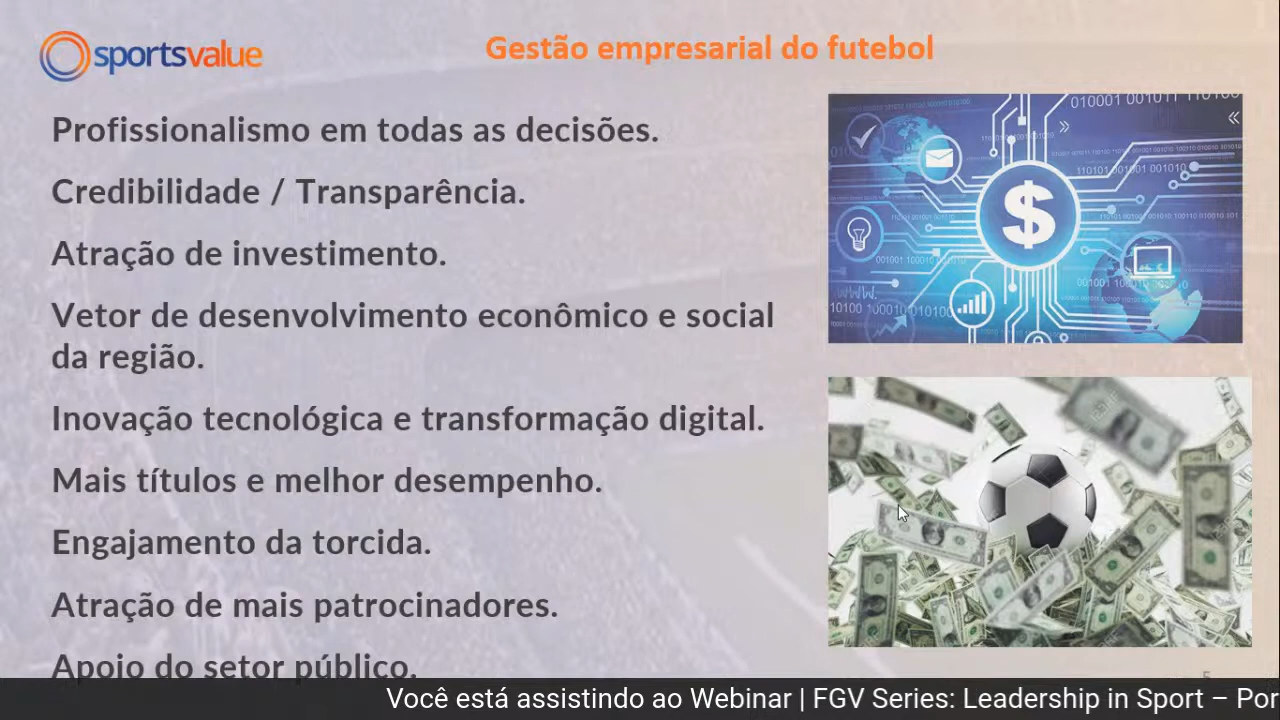 sportsvalue
Gestão empresarial do futebol
Profissionalismo em todas as decisões.
Credibilidade / Transparência.
Atração de investimento.
Vetor de desenvolvimento econômico e social
da região.
Inovação tecnológica e transformação digital.
Mais títulos e melhor desempenho.
Engajamento da torcida.
Atração de mais patrocinadores.
Apoio do setor público.
5
Você está assistindo ao Webinar | FGV Series: Leadership in Sport – Por